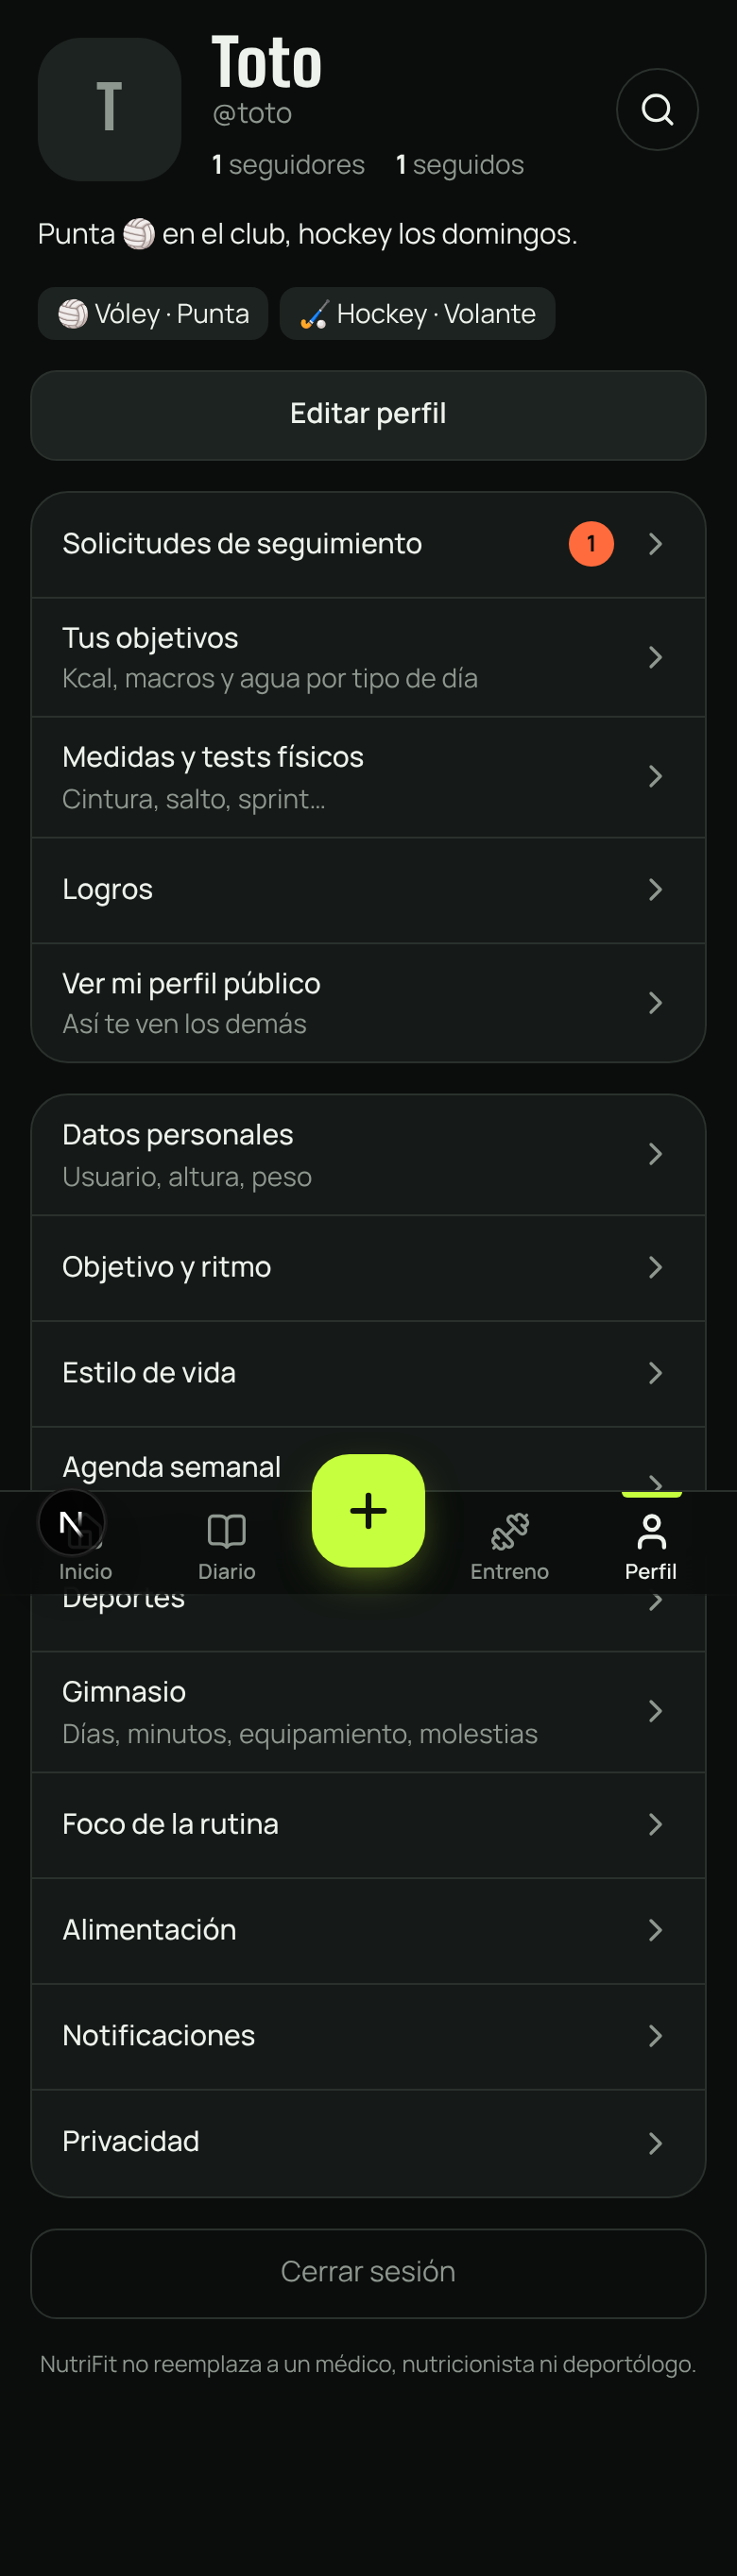 T
Toto
@toto
1 seguidores 1 seguidos
Punta 🏐 en el club, hockey los domingos.
🏐 Vóley · Punta
🏑 Hockey · Volante
Editar perfil
Solicitudes de seguimiento 1
Tus objetivos
Kcal, macros y agua por tipo de día
Medidas y tests físicos
Cintura, salto, sprint…
Logros
Ver mi perfil público
Así te ven los demás
Datos personales
Usuario, altura, peso
Objetivo y ritmo
Estilo de vida
Agenda semanal
N
Inicio
Diario
Entreno
Perfil
Deportes
Gimnasio
Días, minutos, equipamiento, molestias
Foco de la rutina
Alimentación
Notificaciones
Privacidad
Cerrar sesión
NutriFit no reemplaza a un médico, nutricionista ni deportólogo.